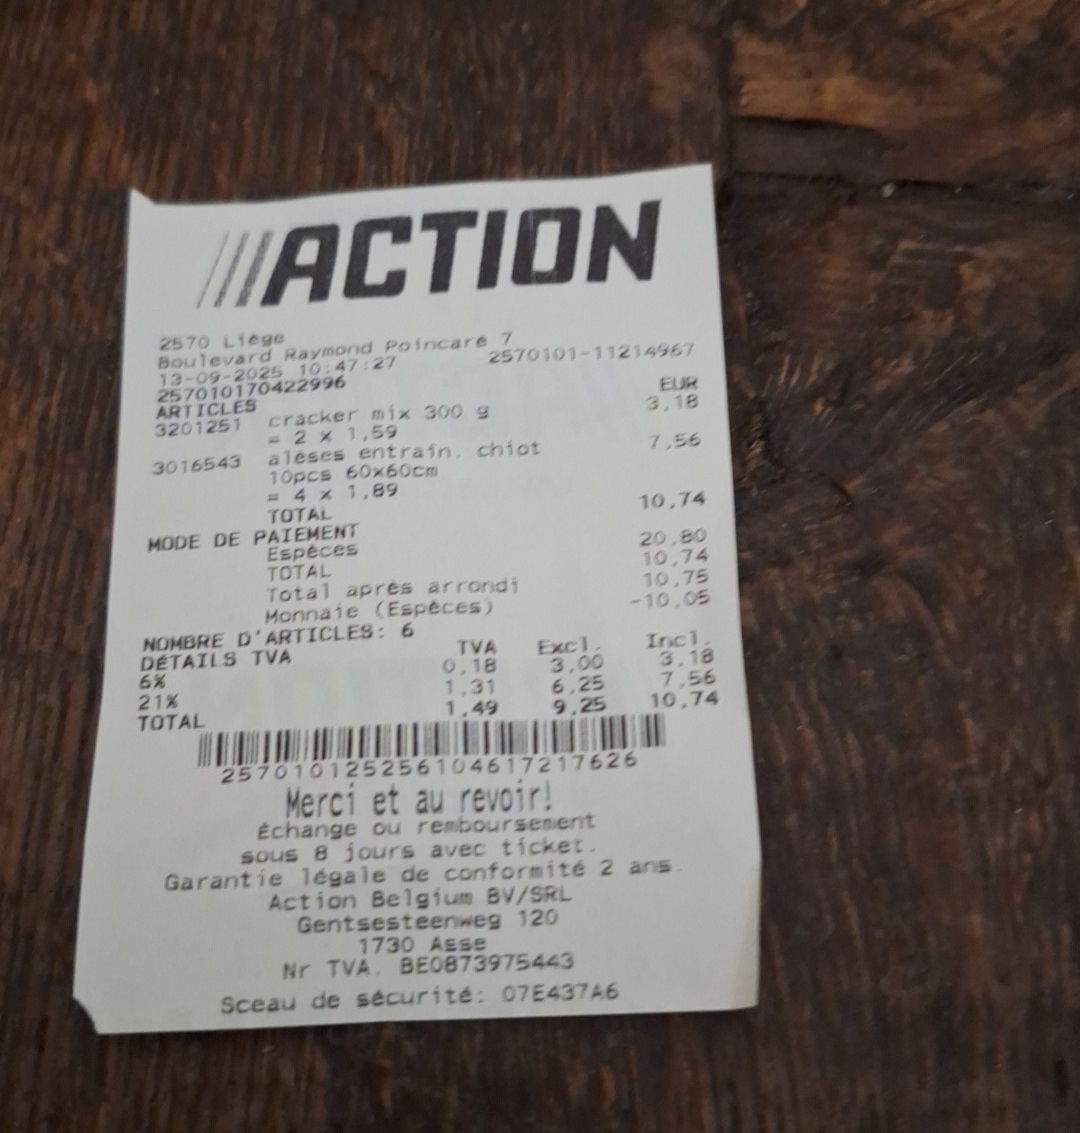 ///ACTION
2570 Liège
Boulevard Raymond Poincaré 7
13-09-2025 10:47:27 2570101-11214967
257010170422996
ARTICLES EUR
3201251 cracker mix 300 g 3,18
= 2 x 1,59
3016543 alèses entraîn. chiot 7,56
10pcs 60x60cm
= 4 x 1,89
TOTAL 10,74
MODE DE PAIEMENT
Espèces 20,80
TOTAL 10,74
Total après arrondi 10,75
Monnaie (Espèces) -10,05
NOMBRE D'ARTICLES: 6
DÉTAILS TVA TVA Excl. Incl.
6% 0,18 3,00 3,18
21% 1,31 6,25 7,56
TOTAL 1,49 9,25 10,74
2570101252561046172​17626
Merci et au revoir!
Échange ou remboursement
sous 8 jours avec ticket.
Garantie légale de conformité 2 ans.
Action Belgium BV/SRL
Gentsesteenweg 120
1730 Asse
Nr TVA. BE0873975443
Sceau de sécurité: 07E437A6